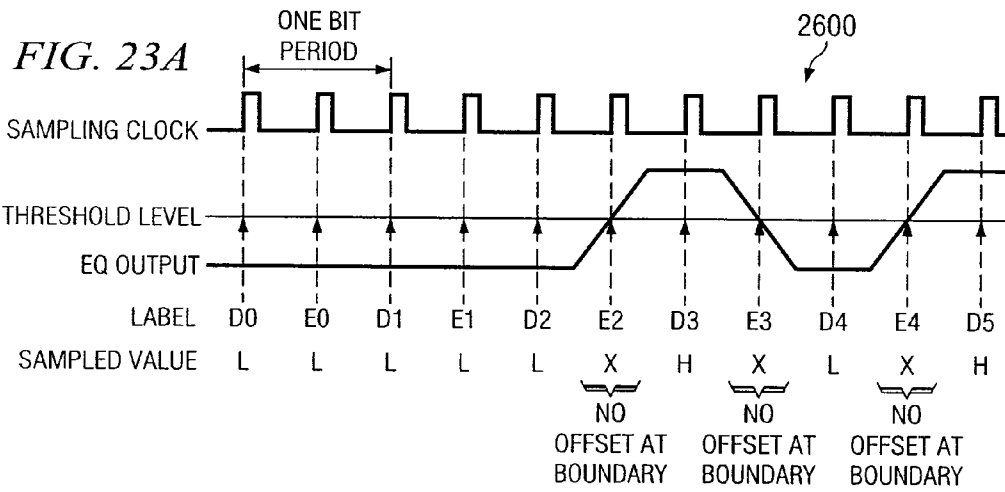 FIG. 23A
ONE BIT
PERIOD
2600
SAMPLING CLOCK
THRESHOLD LEVEL
EQ OUTPUT
LABEL D0 E0 D1 E1 D2 E2 D3 E3 D4 E4 D5
SAMPLED VALUE L L L L L X H X L X H
NO NO NO
OFFSET AT OFFSET AT OFFSET AT
BOUNDARY BOUNDARY BOUNDARY